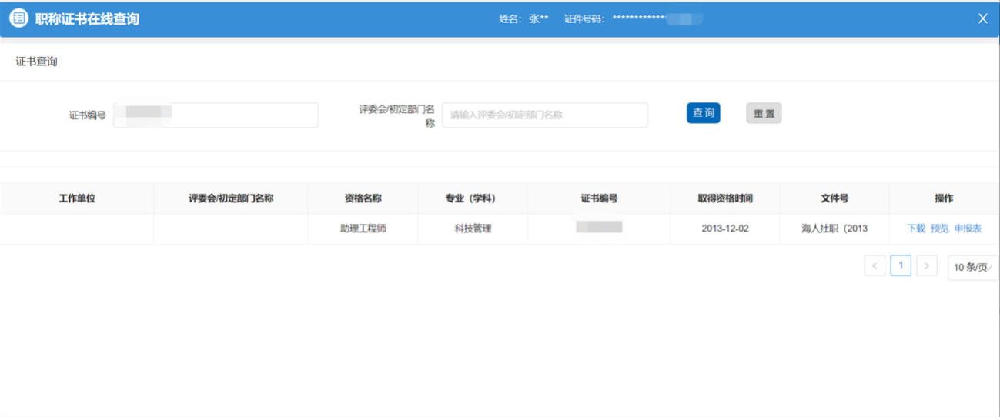 职称证书在线查询
姓名: 张** 证件号码: *************
X
证书查询
证书编号
评委会/初定部门名
称
请输入评委会/初定部门名称
查 询
重 置
工作单位 评委会/初定部门名称 资格名称 专业（学科） 证书编号 取得资格时间 文件号 操作
助理工程师 科技管理 2013-12-02 海人社职（2013 下载 预览 申报表
< 1 > 10 条/页